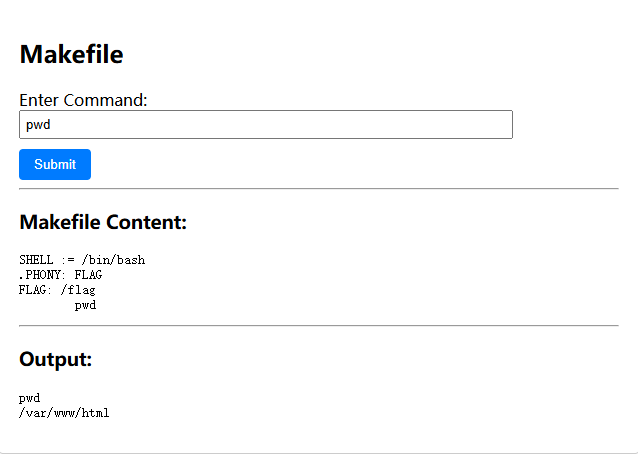 Makefile
Enter Command:
pwd
Submit
Makefile Content:
SHELL := /bin/bash
.PHONY: FLAG
FLAG: /flag
        pwd
Output:
pwd
/var/www/html